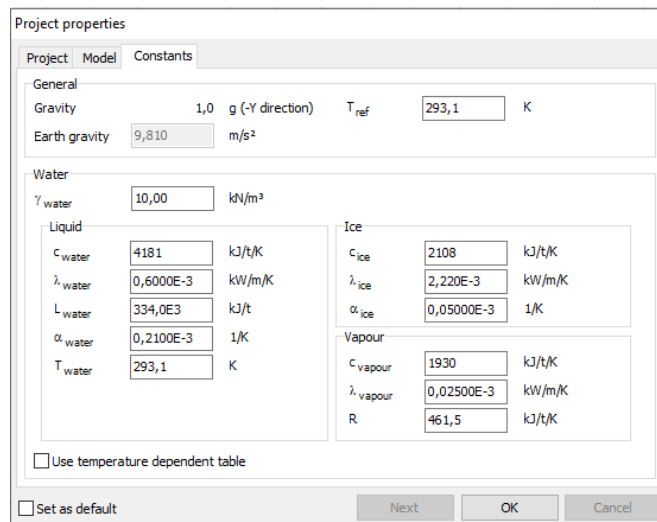 Project properties
Project Model Constants
General
Gravity 1,0 g (-Y direction) T ref 293,1 K
Earth gravity 9,810 m/s²
Water
γ water 10,00 kN/m³
Liquid
c water 4181 kJ/t/K
λ water 0,6000E-3 kW/m/K
L water 334,0E3 kJ/t
α water 0,2100E-3 1/K
T water 293,1 K
Ice
c ice 2108 kJ/t/K
λ ice 2,220E-3 kW/m/K
α ice 0,05000E-3 1/K
Vapour
c vapour 1930 kJ/t/K
λ vapour 0,02500E-3 kW/m/K
R 461,5 kJ/t/K
Use temperature dependent table
Set as default Next OK Cancel